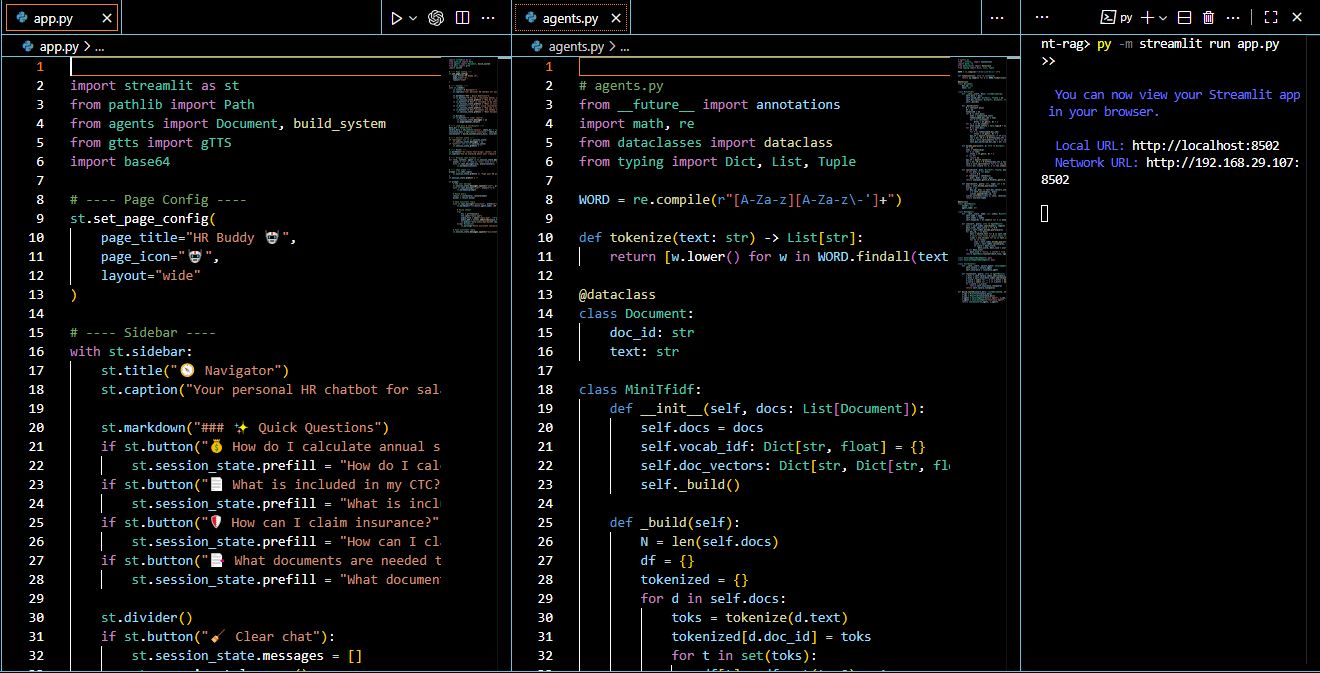 app.py
app.py > ...
1
2 import streamlit as st
3 from pathlib import Path
4 from agents import Document, build_system
5 from gtts import gTTS
6 import base64
7
8 # ---- Page Config ----
9 st.set_page_config(
10 page_title="HR Buddy 🤖",
11 page_icon="🤖",
12 layout="wide"
13 )
14
15 # ---- Sidebar ----
16 with st.sidebar:
17 st.title("🧭 Navigator")
18 st.caption("Your personal HR chatbot for sal
19
20 st.markdown("### ✨ Quick Questions")
21 if st.button("💰 How do I calculate annual s
22 st.session_state.prefill = "How do I cal
23 if st.button("📄 What is included in my CTC?
24 st.session_state.prefill = "What is incl
25 if st.button("🛡 How can I claim insurance?"
26 st.session_state.prefill = "How can I cl
27 if st.button("📑 What documents are needed t
28 st.session_state.prefill = "What documen
29
30 st.divider()
31 if st.button("🧹 Clear chat"):
32 st.session_state.messages = []
agents.py
agents.py > ...
1
2 # agents.py
3 from __future__ import annotations
4 import math, re
5 from dataclasses import dataclass
6 from typing import Dict, List, Tuple
7
8 WORD = re.compile(r"[A-Za-z][A-Za-z\-']+")
9
10 def tokenize(text: str) -> List[str]:
11 return [w.lower() for w in WORD.findall(text
12
13 @dataclass
14 class Document:
15 doc_id: str
16 text: str
17
18 class MiniTfidf:
19 def __init__(self, docs: List[Document]):
20 self.docs = docs
21 self.vocab_idf: Dict[str, float] = {}
22 self.doc_vectors: Dict[str, Dict[str, fl
23 self._build()
24
25 def _build(self):
26 N = len(self.docs)
27 df = {}
28 tokenized = {}
29 for d in self.docs:
30 toks = tokenize(d.text)
31 tokenized[d.doc_id] = toks
32 for t in set(toks):
py
nt-rag> py -m streamlit run app.py
>>
You can now view your Streamlit app
in your browser.
Local URL: http://localhost:8502
Network URL: http://192.168.29.107:
8502